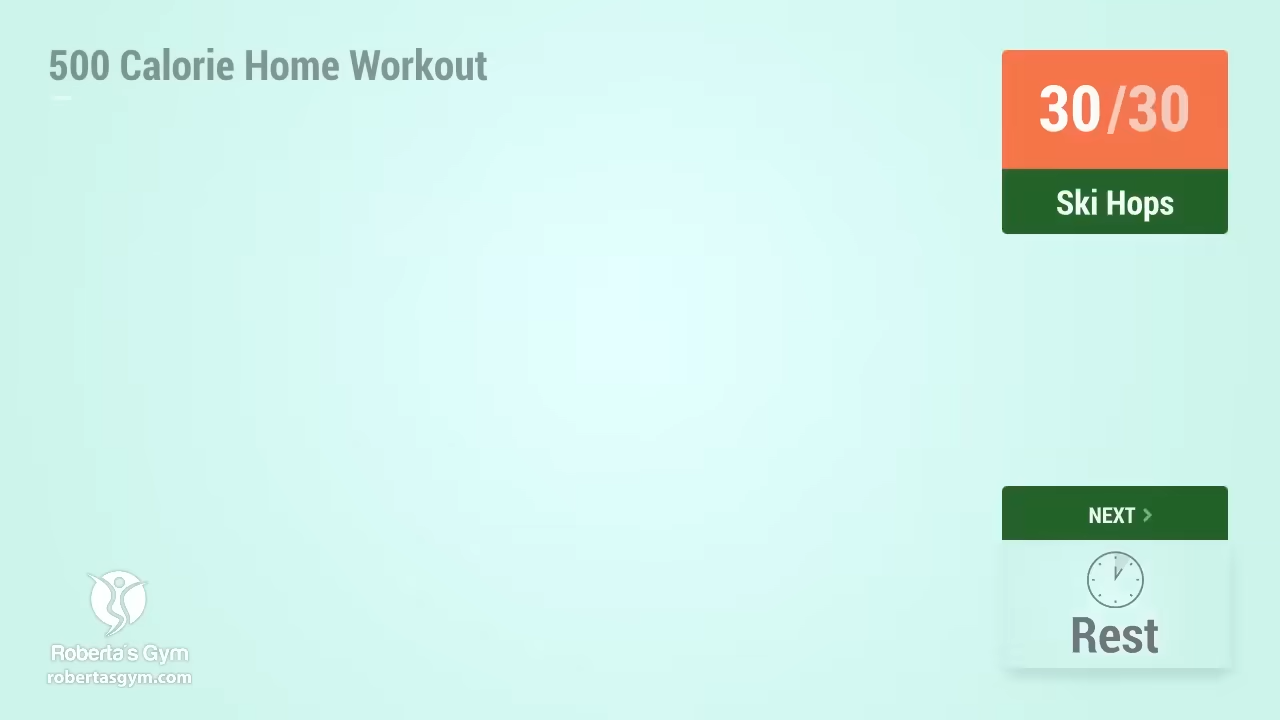 500 Calorie Home Workout
30/30
Ski Hops
NEXT >
Rest
Roberta's Gym
robertasgym.com